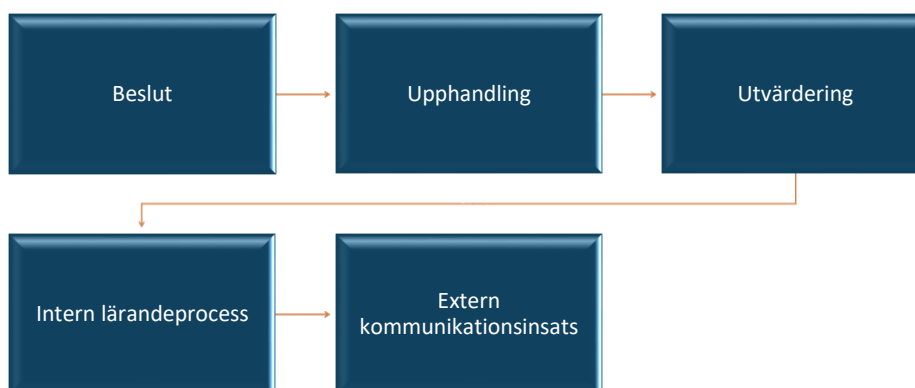 Beslut
Upphandling
Utvärdering
Intern lärandeprocess
Extern
kommunikationsinsats